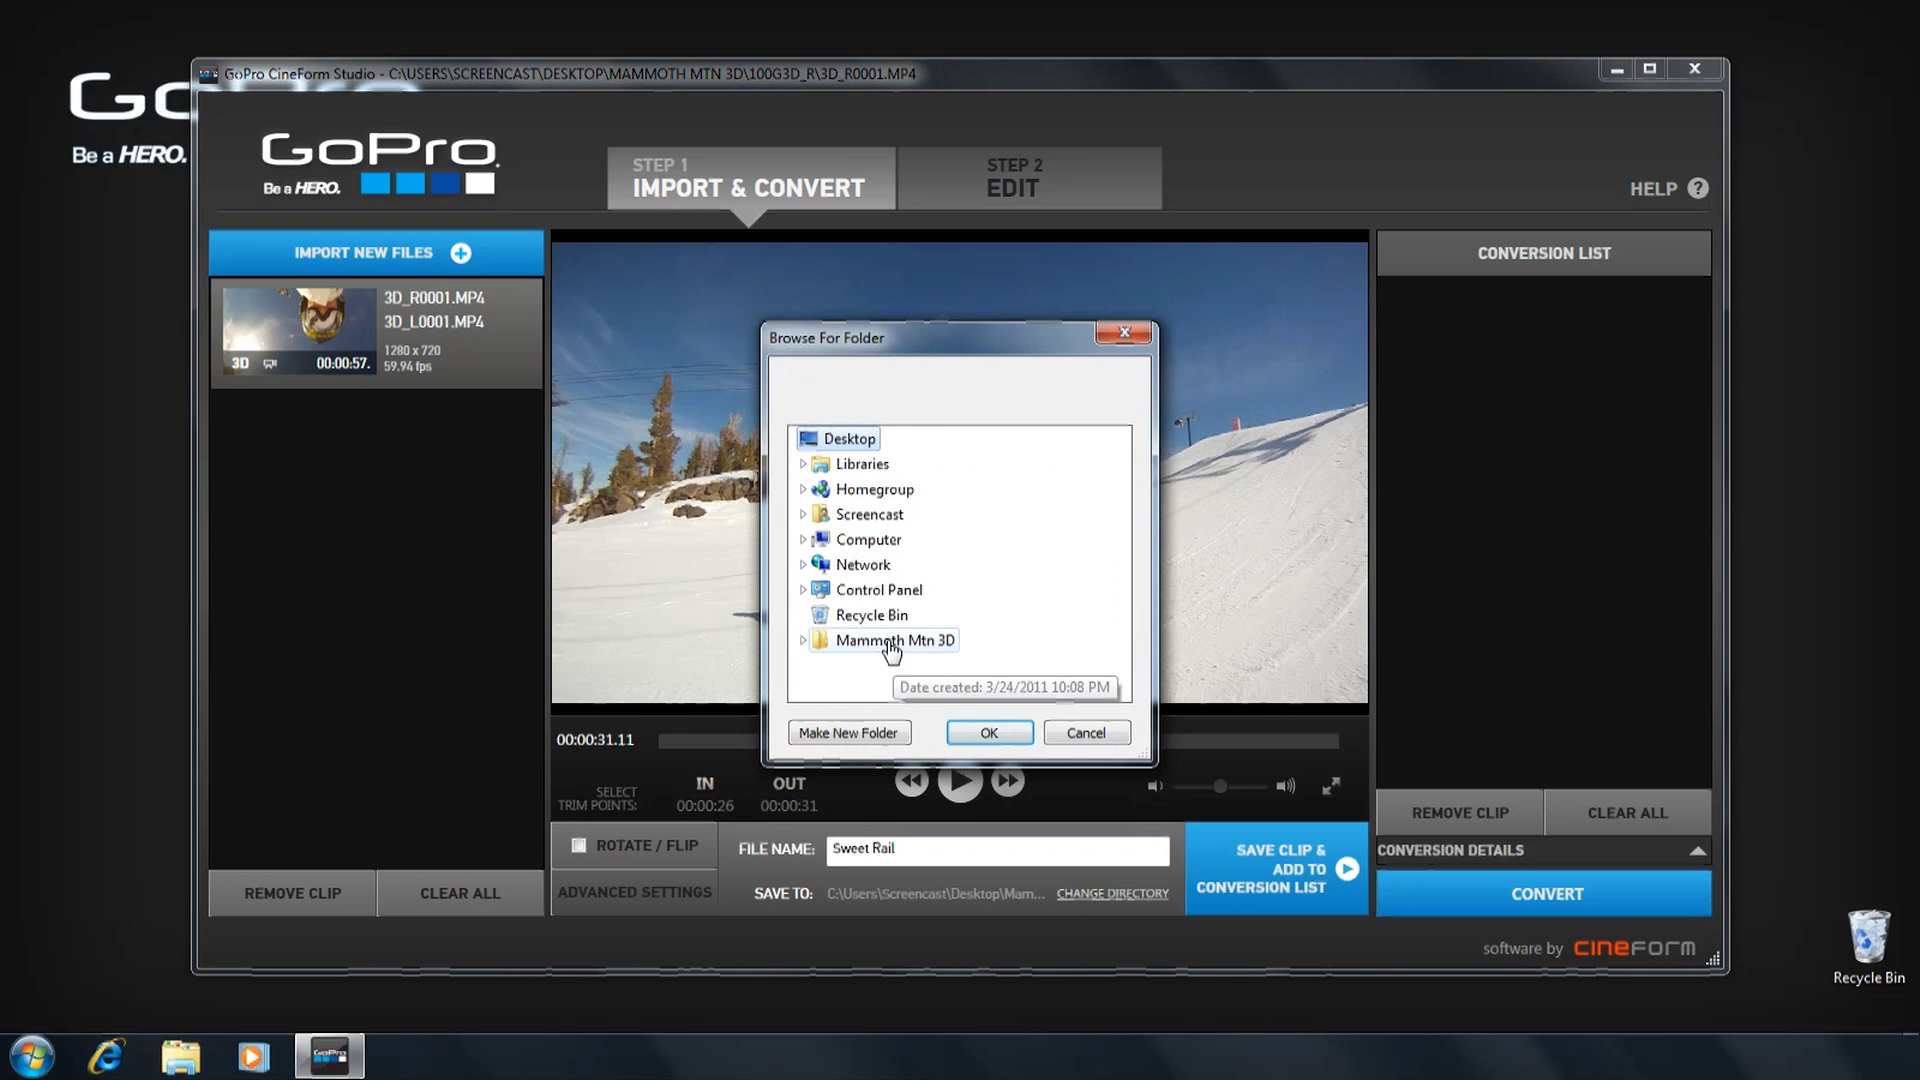 GoPro CineForm Studio - C:\USERS\SCREENCAST\DESKTOP\MAMMOTH MTN 3D\100G3D_R\3D_R0001.MP4
Be a HERO.
GoPro
Be a HERO.
STEP 1
IMPORT & CONVERT
STEP 2
EDIT
HELP ?
IMPORT NEW FILES
3D_R0001.MP4
3D_L0001.MP4
1280 x 720
59.94 fps
3D
00:00:57.
REMOVE CLIP
CLEAR ALL
Browse For Folder
Desktop
Libraries
Homegroup
Screencast
Computer
Network
Control Panel
Recycle Bin
Mammoth Mtn 3D
Date created: 3/24/2011 10:08 PM
Make New Folder
OK
Cancel
00:00:31.11
SELECT
TRIM POINTS:
IN
00:00:26
OUT
00:00:31
ROTATE / FLIP
ADVANCED SETTINGS
FILE NAME:
Sweet Rail
SAVE TO:
C:\Users\Screencast\Desktop\Mam...
CHANGE DIRECTORY
SAVE CLIP &
ADD TO
CONVERSION LIST
CONVERSION LIST
REMOVE CLIP
CLEAR ALL
CONVERSION DETAILS
CONVERT
software by CINEFORM
Recycle Bin
GoPro